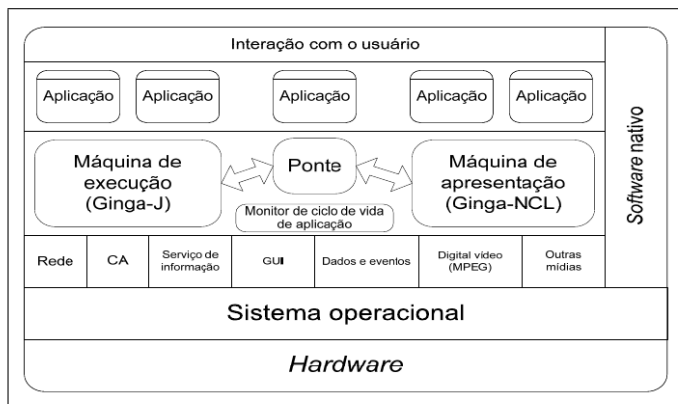 Interação com o usuário
Aplicação
Aplicação
Aplicação
Aplicação
Aplicação
Máquina de
execução
(Ginga-J)
Ponte
Máquina de
apresentação
(Ginga-NCL)
Monitor de ciclo de vida
de aplicação
Software nativo
Rede
CA
Serviço de
informação
GUI
Dados e eventos
Digital vídeo
(MPEG)
Outras
mídias
Sistema operacional
Hardware